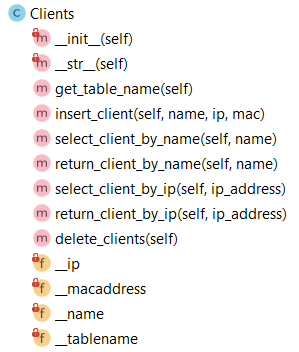 C Clients
m __init__(self)
m __str__(self)
m get_table_name(self)
m insert_client(self, name, ip, mac)
m select_client_by_name(self, name)
m return_client_by_name(self, name)
m select_client_by_ip(self, ip_address)
m return_client_by_ip(self, ip_address)
m delete_clients(self)
f __ip
f __macaddress
f __name
f __tablename